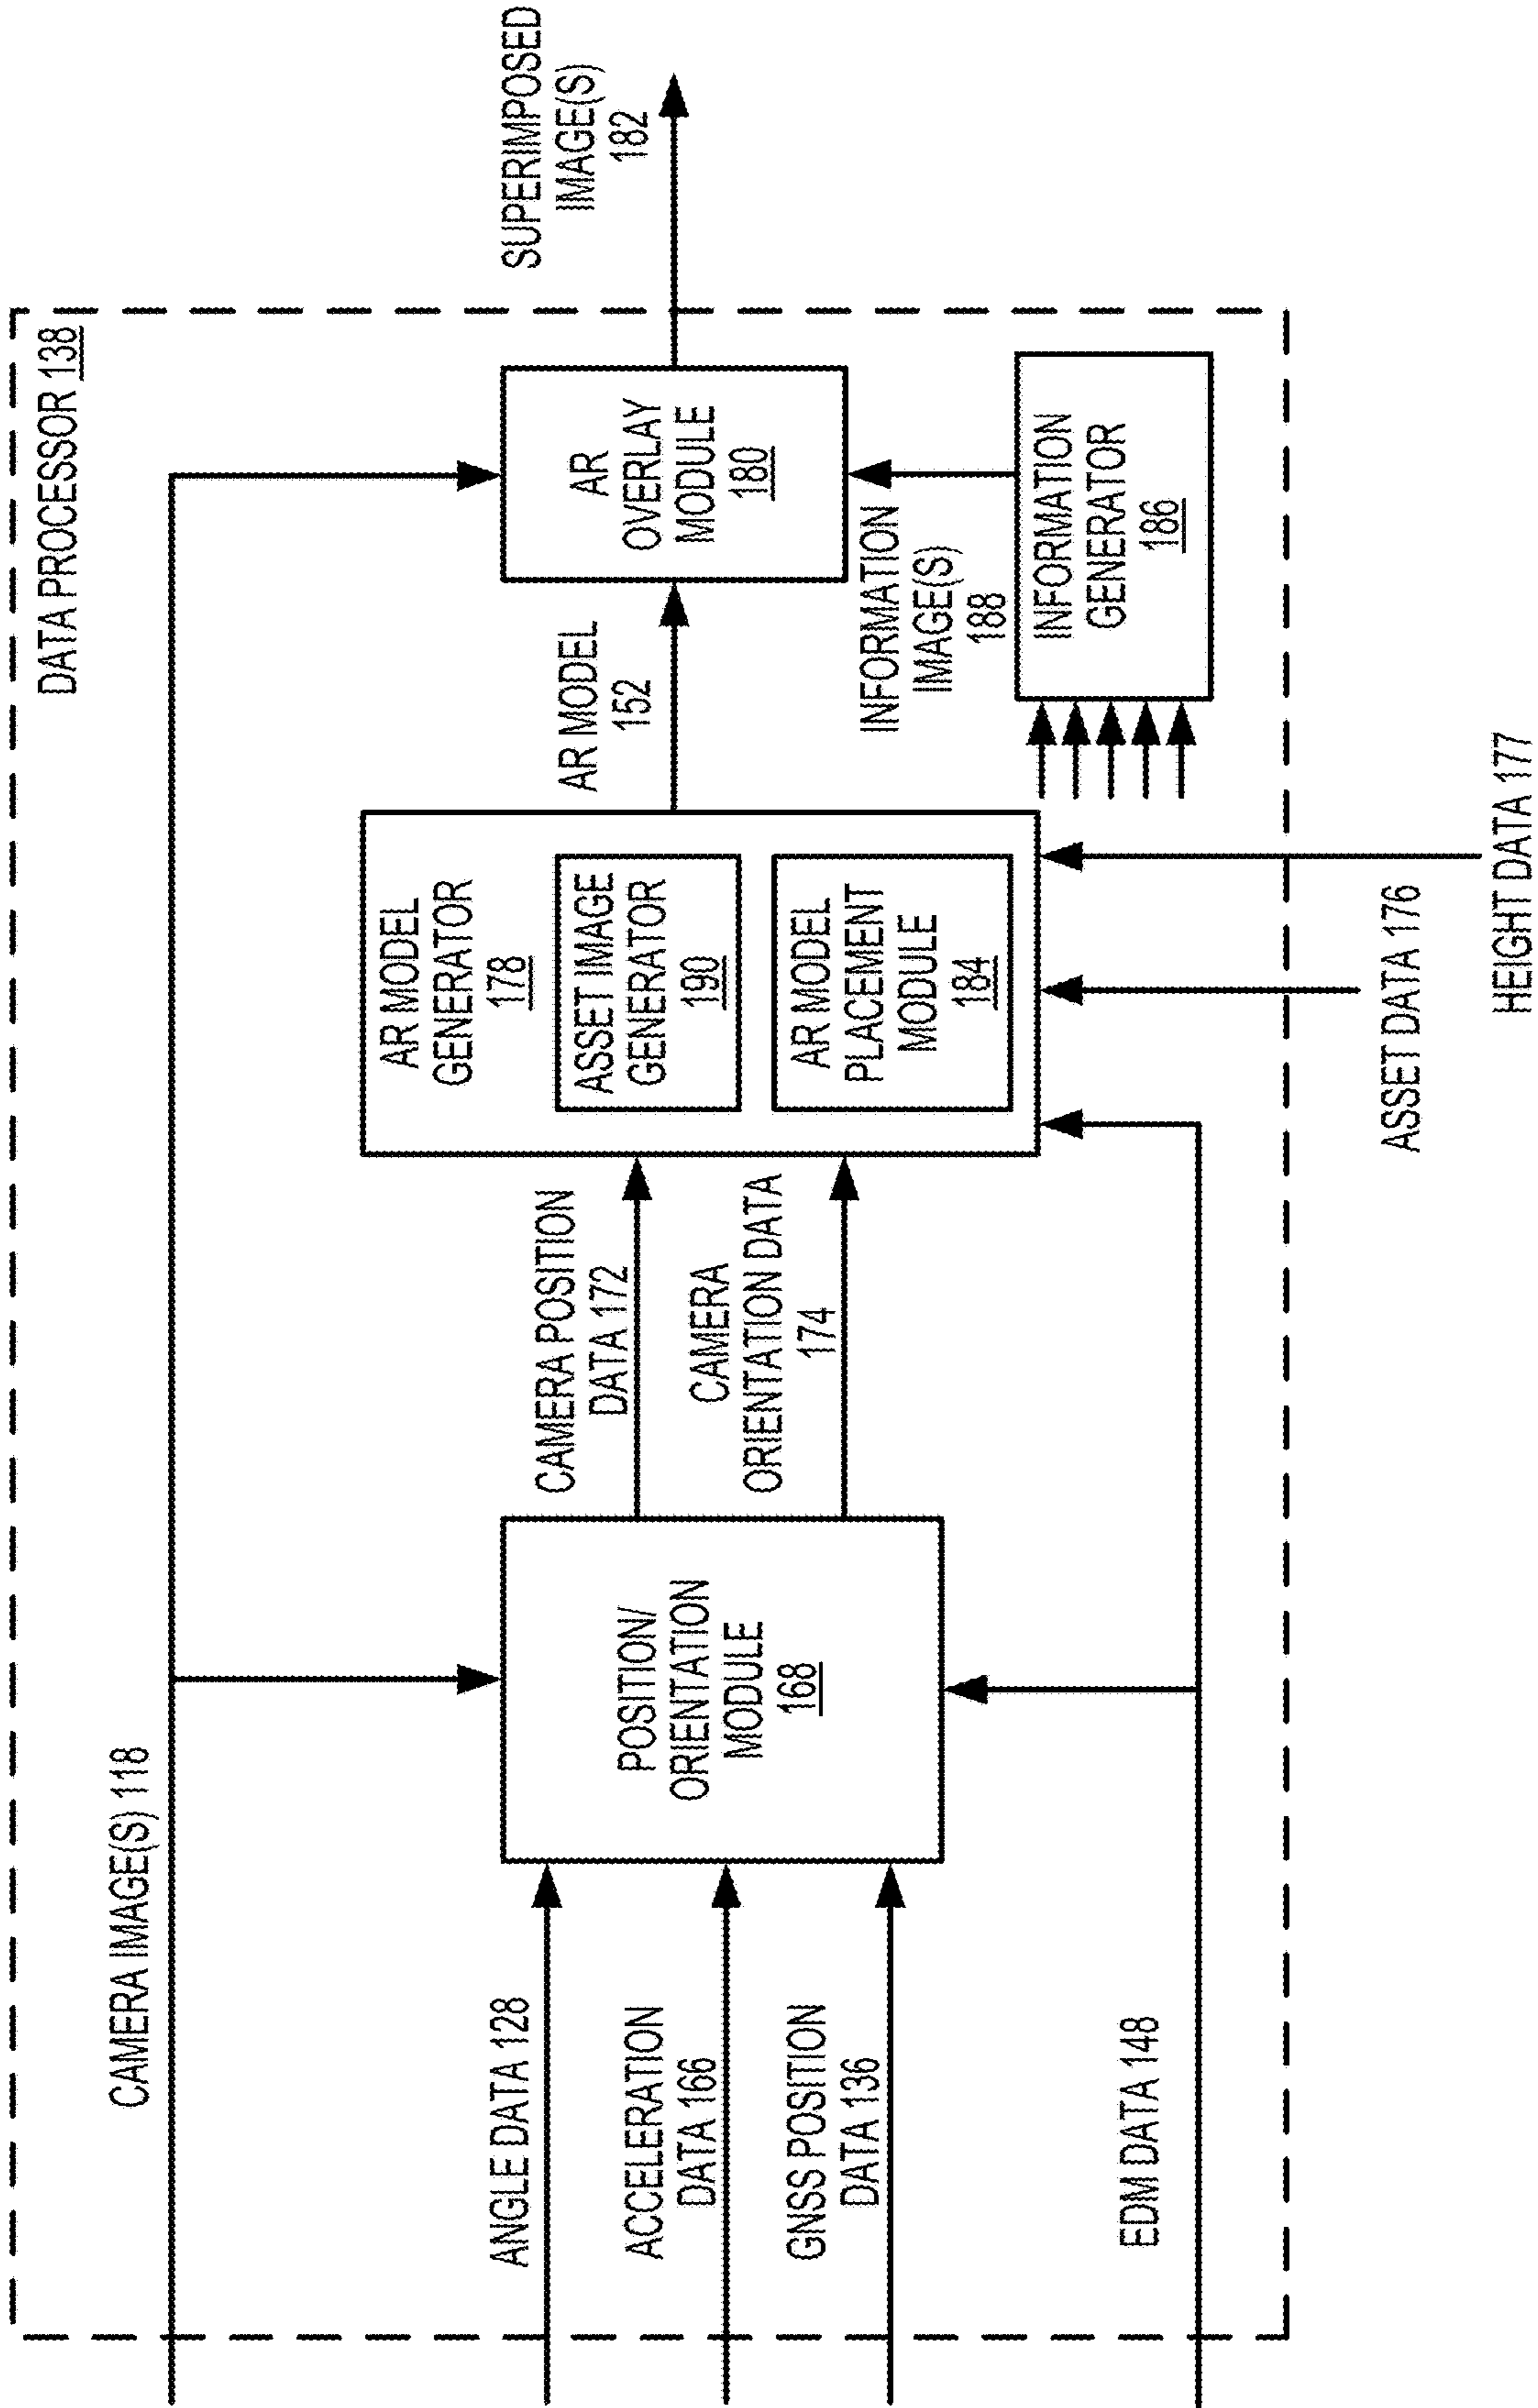 DATA PROCESSOR 138
CAMERA IMAGE(S) 118
ANGLE DATA 128
ACCELERATION
DATA 166
GNSS POSITION
DATA 136
EDM DATA 148
POSITION/
ORIENTATION
MODULE
168
CAMERA POSITION
DATA 172
CAMERA
ORIENTATION DATA
174
AR MODEL
GENERATOR
178
ASSET IMAGE
GENERATOR
190
AR MODEL
PLACEMENT
MODULE
184
AR MODEL
152
AR
OVERLAY
MODULE
180
INFORMATION
IMAGE(S)
188
INFORMATION
GENERATOR
186
SUPERIMPOSED
IMAGE(S)
182
ASSET DATA 176
HEIGHT DATA 177